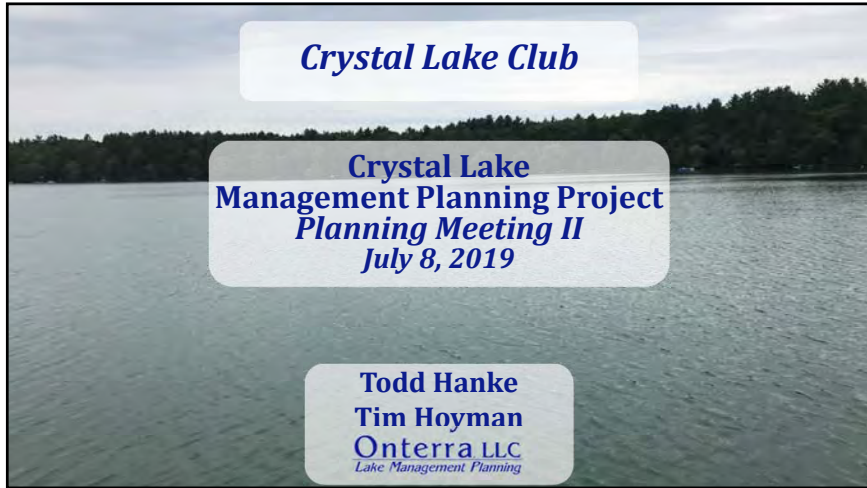 Crystal Lake Club
Crystal Lake
Management Planning Project
Planning Meeting II
July 8, 2019
Todd Hanke
Tim Hoyman
Onterra LLC
Lake Management Planning